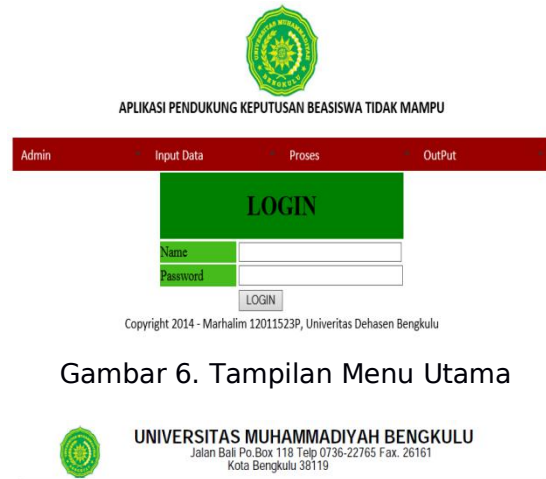 APLIKASI PENDUKUNG KEPUTUSAN BEASISWA TIDAK MAMPU
Admin Input Data Proses OutPut
LOGIN
Name
Password
LOGIN
Copyright 2014 - Marhalim 12011523P, Univeritas Dehasen Bengkulu
Gambar 6. Tampilan Menu Utama
UNIVERSITAS MUHAMMADIYAH BENGKULU
Jalan Bali Po.Box 118 Telp 0736-22765 Fax. 26161
Kota Bengkulu 38119